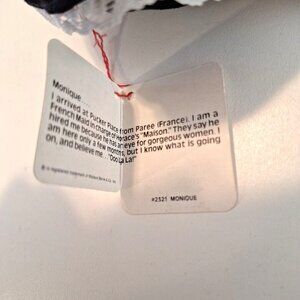 Monique
I arrived at Pucker Place from Paree (France). I am a
French Maid in charge of Horace's "Maison." They say he
hired me because he has an eye for gorgeous women. I
am here only a few months, but I know what is going
on, and believe me... "Ooo La La!"
#2521 MONIQUE